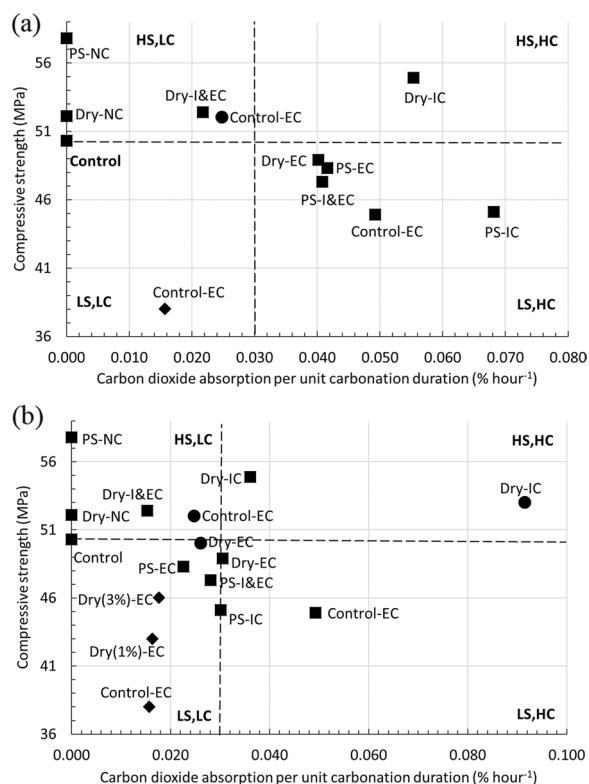 (a)
HS,LC
HS,HC
56
PS-NC
Dry-I&EC
Dry-IC
Dry-NC
Control-EC
51
Control
Dry-EC
PS-EC
PS-I&EC
46
Control-EC
PS-IC
41
LS,LC
Control-EC
LS,HC
36
0.000 0.010 0.020 0.030 0.040 0.050 0.060 0.070 0.080
Compressive strength (MPa)
Carbon dioxide absorption per unit carbonation duration (% hour⁻¹)
(b)
PS-NC
HS,LC
HS,HC
56
Dry-IC
Dry-IC
Dry-I&EC
Dry-NC
Control-EC
51
Dry-EC
Control
Dry-EC
PS-EC
PS-I&EC
46
Dry(3%)-EC
PS-IC
Control-EC
Dry(1%)-EC
41
Control-EC
LS,LC
LS,HC
36
0.000 0.020 0.040 0.060 0.080 0.100
Compressive strength (MPa)
Carbon dioxide absorption per unit carbonation duration (% hour⁻¹)